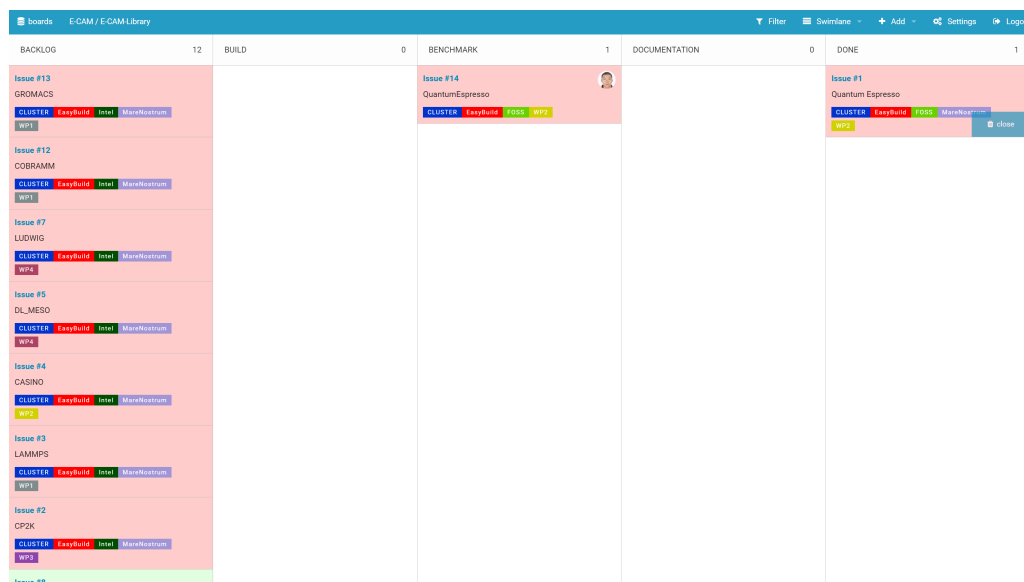 boards E-CAM / E-CAM-Library Filter Swimlane Add Settings Logo
BACKLOG 12 BUILD 0 BENCHMARK 1 DOCUMENTATION 0 DONE 1
Issue #13
GROMACS
CLUSTER EasyBuild Intel MareNostrum
WP1
Issue #12
COBRAMM
CLUSTER EasyBuild Intel MareNostrum
WP1
Issue #7
LUDWIG
CLUSTER EasyBuild Intel MareNostrum
WP4
Issue #5
DL_MESO
CLUSTER EasyBuild Intel MareNostrum
WP4
Issue #4
CASINO
CLUSTER EasyBuild Intel MareNostrum
WP2
Issue #3
LAMMPS
CLUSTER EasyBuild Intel MareNostrum
WP1
Issue #2
CP2K
CLUSTER EasyBuild Intel MareNostrum
WP3
Issue #14
QuantumEspresso
CLUSTER EasyBuild FOSS WP2
Issue #1
Quantum Espresso
CLUSTER EasyBuild FOSS MareNostrum
WP2
close